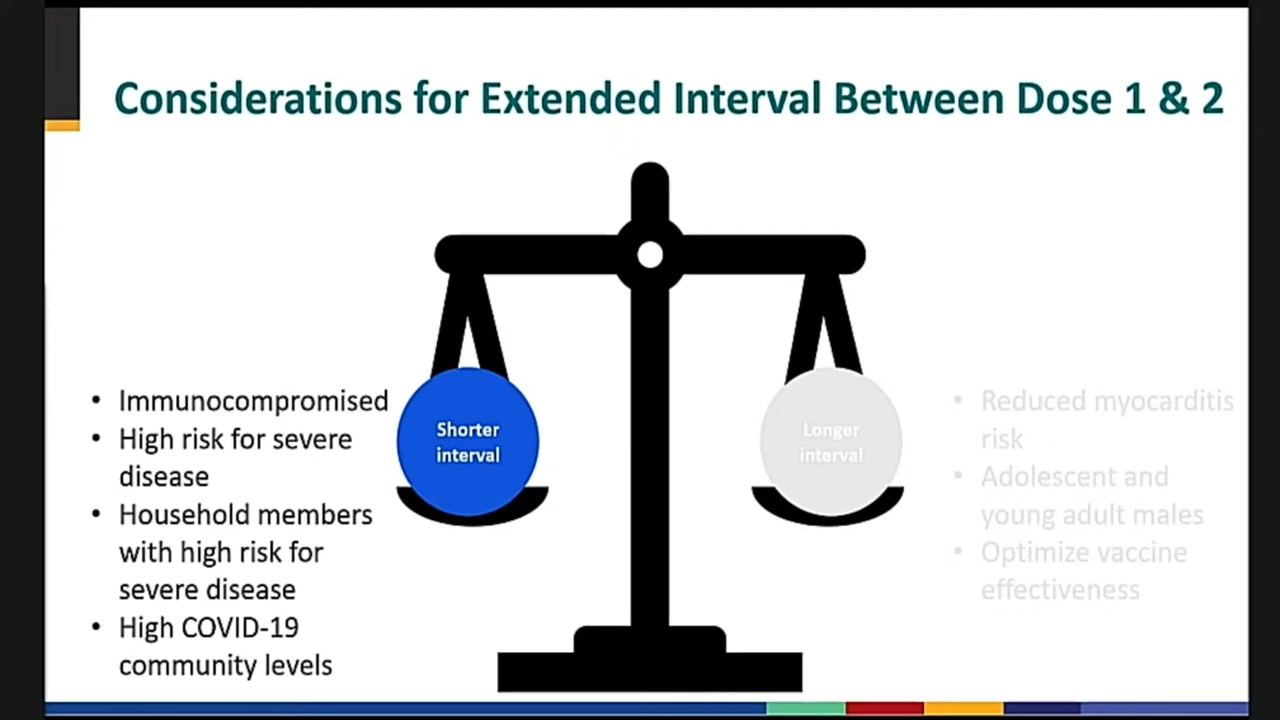 Considerations for Extended Interval Between Dose 1 & 2
• Immunocompromised
• High risk for severe
disease
• Household members
with high risk for
severe disease
• High COVID-19
community levels
Shorter
interval
Longer
interval
• Reduced myocarditis
risk
• Adolescent and
young adult males
• Optimize vaccine
effectiveness